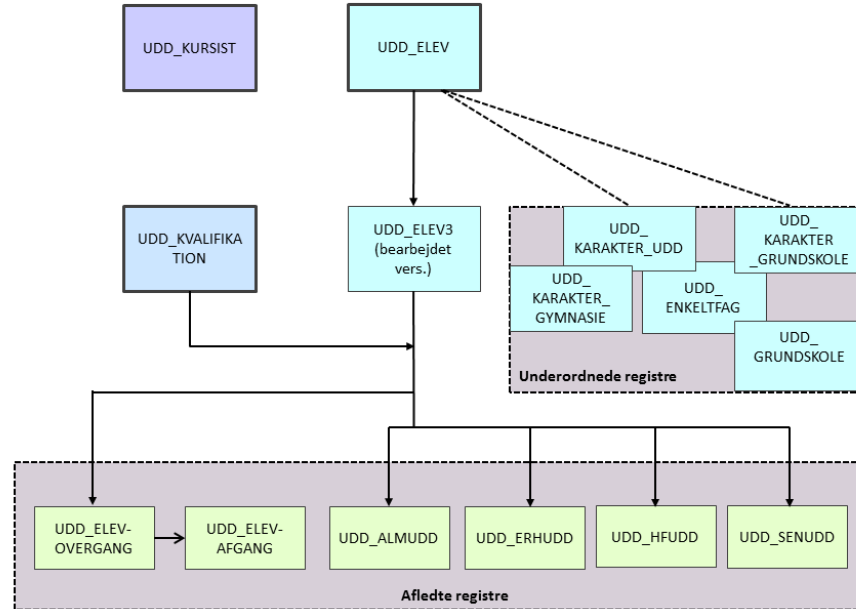 UDD_KURSIST
UDD_ELEV
UDD_KVALIFIKA
TION
UDD_ELEV3
(bearbejdet
vers.)
UDD_
KARAKTER_UDD
UDD_
KARAKTER
_GRUNDSKOLE
UDD_
KARAKTER_
GYMNASIE
UDD_
ENKELTFAG
UDD_
GRUNDSKOLE
Underordnede registre
UDD_ELEV-
OVERGANG
UDD_ELEV-
AFGANG
UDD_ALMUDD
UDD_ERHUDD
UDD_HFUDD
UDD_SENUDD
Afledte registre